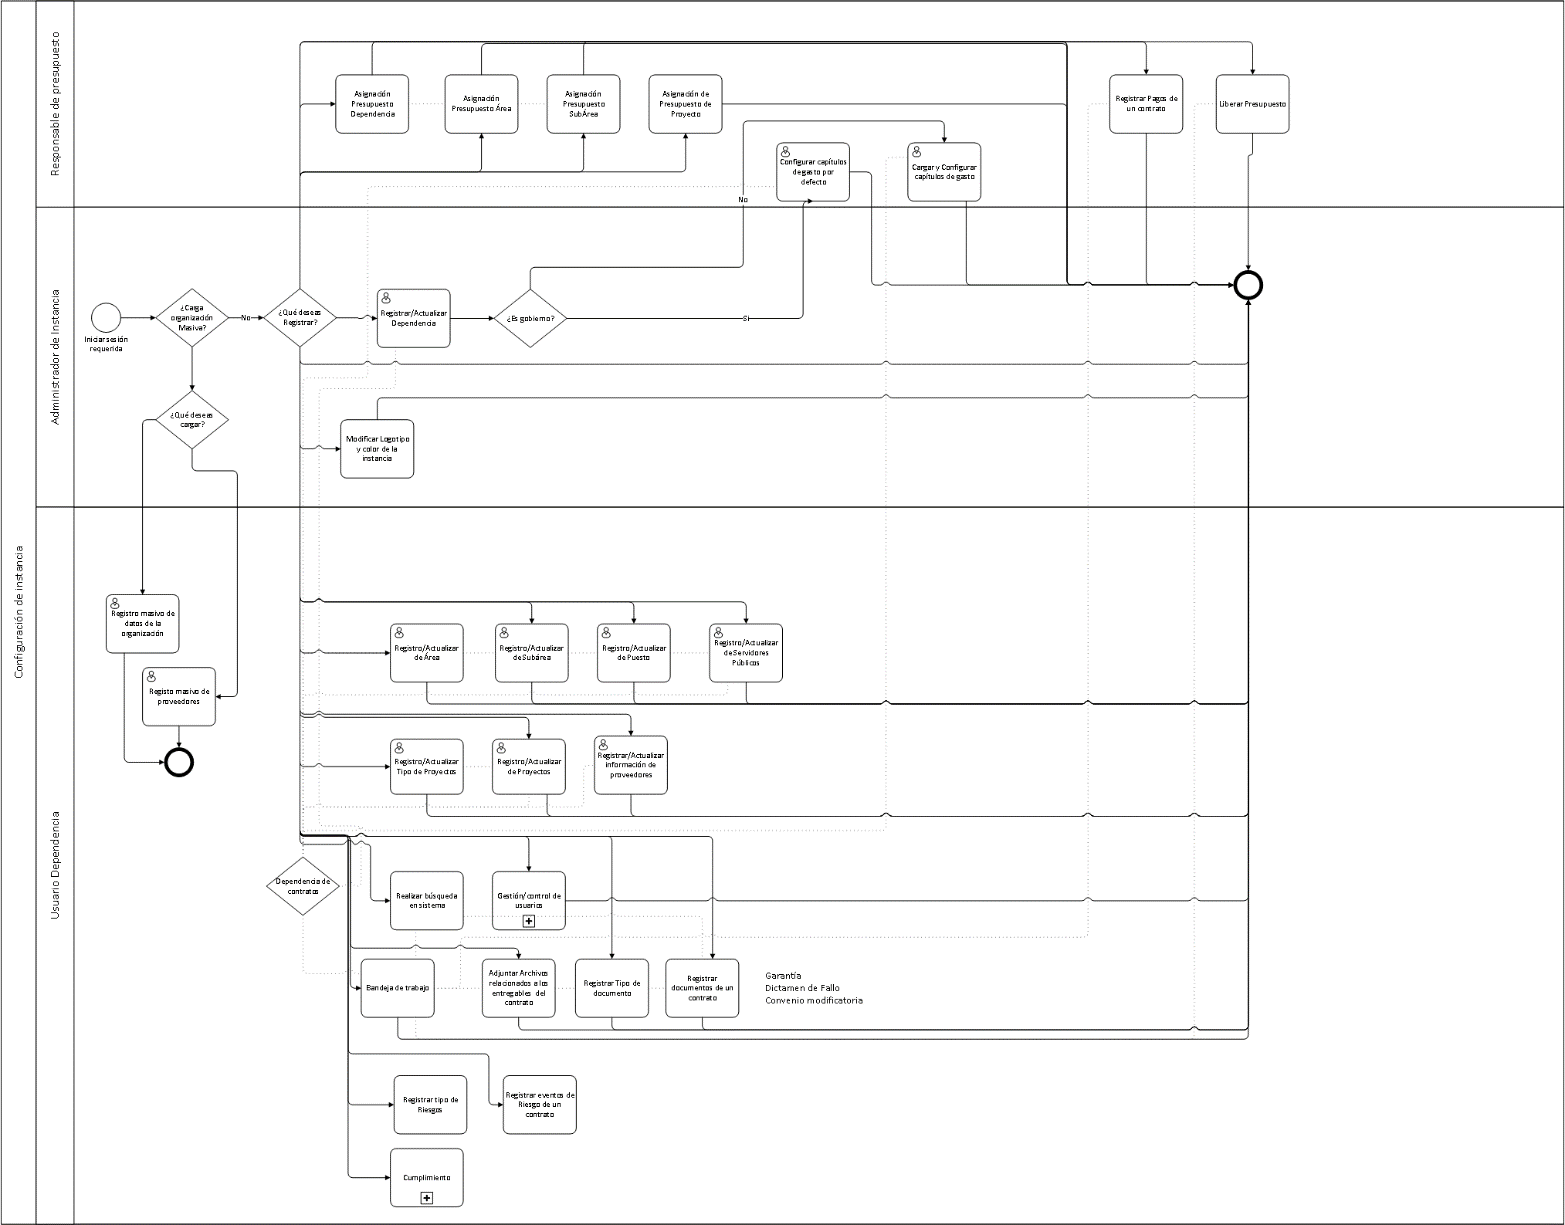 Configuración de instancia
Responsable de presupuesto
Asignación
Presupuesto
Dependencia
Asignación
Presupuesto Área
Asignación
Presupuesto
SubÁrea
Asignación de
Presupuesto de
Proyecto
Registrar Pagos de
un contrato
Liberar Presupuesto
Configurar capítulos
de gasto por
defecto
Cargar y Configurar
capítulos de gasto
No
Administrador de Instancia
Iniciar sesión
requerida
¿Carga
organización
Masiva?
No
¿Qué deseas
Registrar?
Registrar/Actualizar
Dependencia
¿Es gobierno?
Si
¿Qué deseas
cargar?
Modificar Logotipo
y color de la
instancia
Usuario Dependencia
Registro masivo de
datos de la
organización
Registo masivo de
proveedores
Registro/Actualizar
de Área
Registro/Actualizar
de Subárea
Registro/Actualizar
de Puesto
Registro/Actualizar
de Servidores
Públicos
Registro/Actualizar
Tipo de Proyectos
Registro/Actualizar
de Proyectos
Registrar/Actualizar
información de
proveedores
Dependencia de
contratos
Realizar búsqueda
en sistema
Gestión/control de
usuarios
Bandeja de trabajo
Adjuntar Archivos
relacionados a los
entregables del
contrato
Registrar Tipo de
documento
Registrar
documentos de un
contrato
Garantía
Dictamen de Fallo
Convenio modificatoria
Registrar tipo de
Riesgos
Registrar eventos de
Riesgo de un
contrato
Cumplimiento